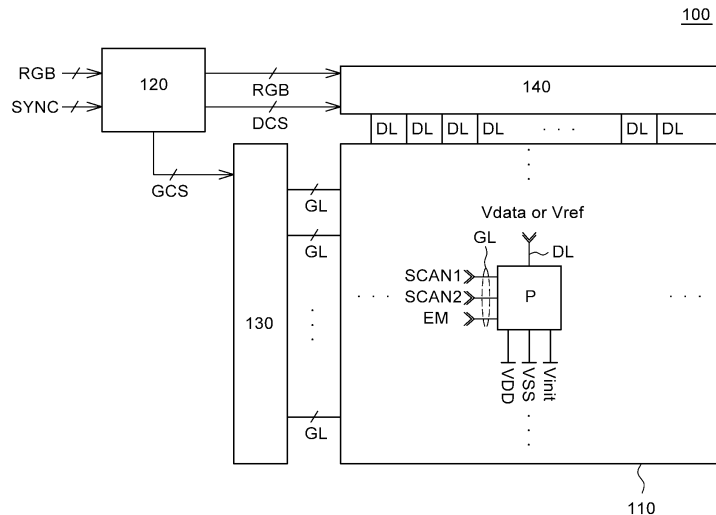 100
RGB
SYNC
120
RGB
DCS
140
GCS
DL DL DL DL DL DL
GL
GL
Vdata or Vref
GL
DL
SCAN1
SCAN2
EM
P
130
VDD
VSS
Vinit
GL
110